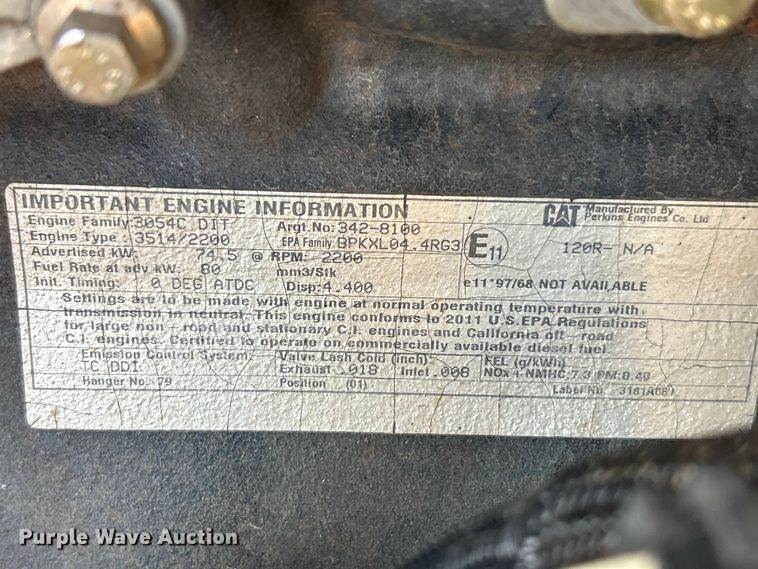 IMPORTANT ENGINE INFORMATION
CAT Manufactured by
Perkins Engines Co. Ltd
Engine Family: 3054C DIT Argt.No: 342-8100
Engine Type : 3514/2200 EPA Family: BPKXL04.4RG3 E11 120R- N/A
Advertised kW: 74.5 @ RPM: 2200
Fuel Rate at adv kW: 80 mm3/Stk
Init. Timing: 0 DEG ATDC Disp: 4.400 e11*97/68 NOT AVAILABLE
Settings are to be made with engine at normal operating temperature with
transmission in neutral. This engine conforms to 2011 U.S.EPA Regulations
for large non - road and stationary C.I. engines and California off - road
C.I. engines. Certified to operate on commercially available diesel fuel.
Emission Control System: Valve Lash Cold (Inch): FEL (g/kWh)
TC DDI Exhaust .018 Inlet .008 NOx + NMHC:7.3 PM:0.40
Hanger No. 79 Position (01) Label No.
Purple Wave Auction